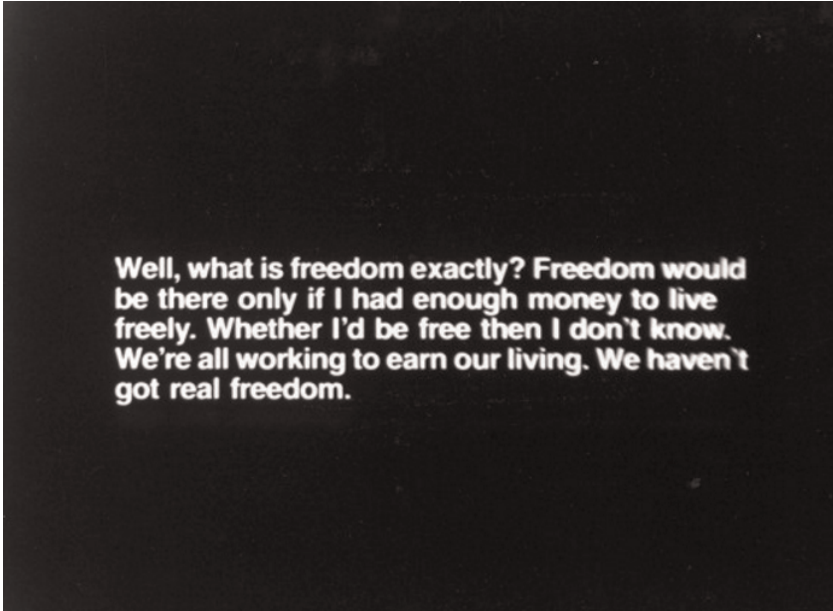 Well, what is freedom exactly? Freedom would
be there only if I had enough money to live
freely. Whether I'd be free then I don't know.
We're all working to earn our living. We haven't
got real freedom.